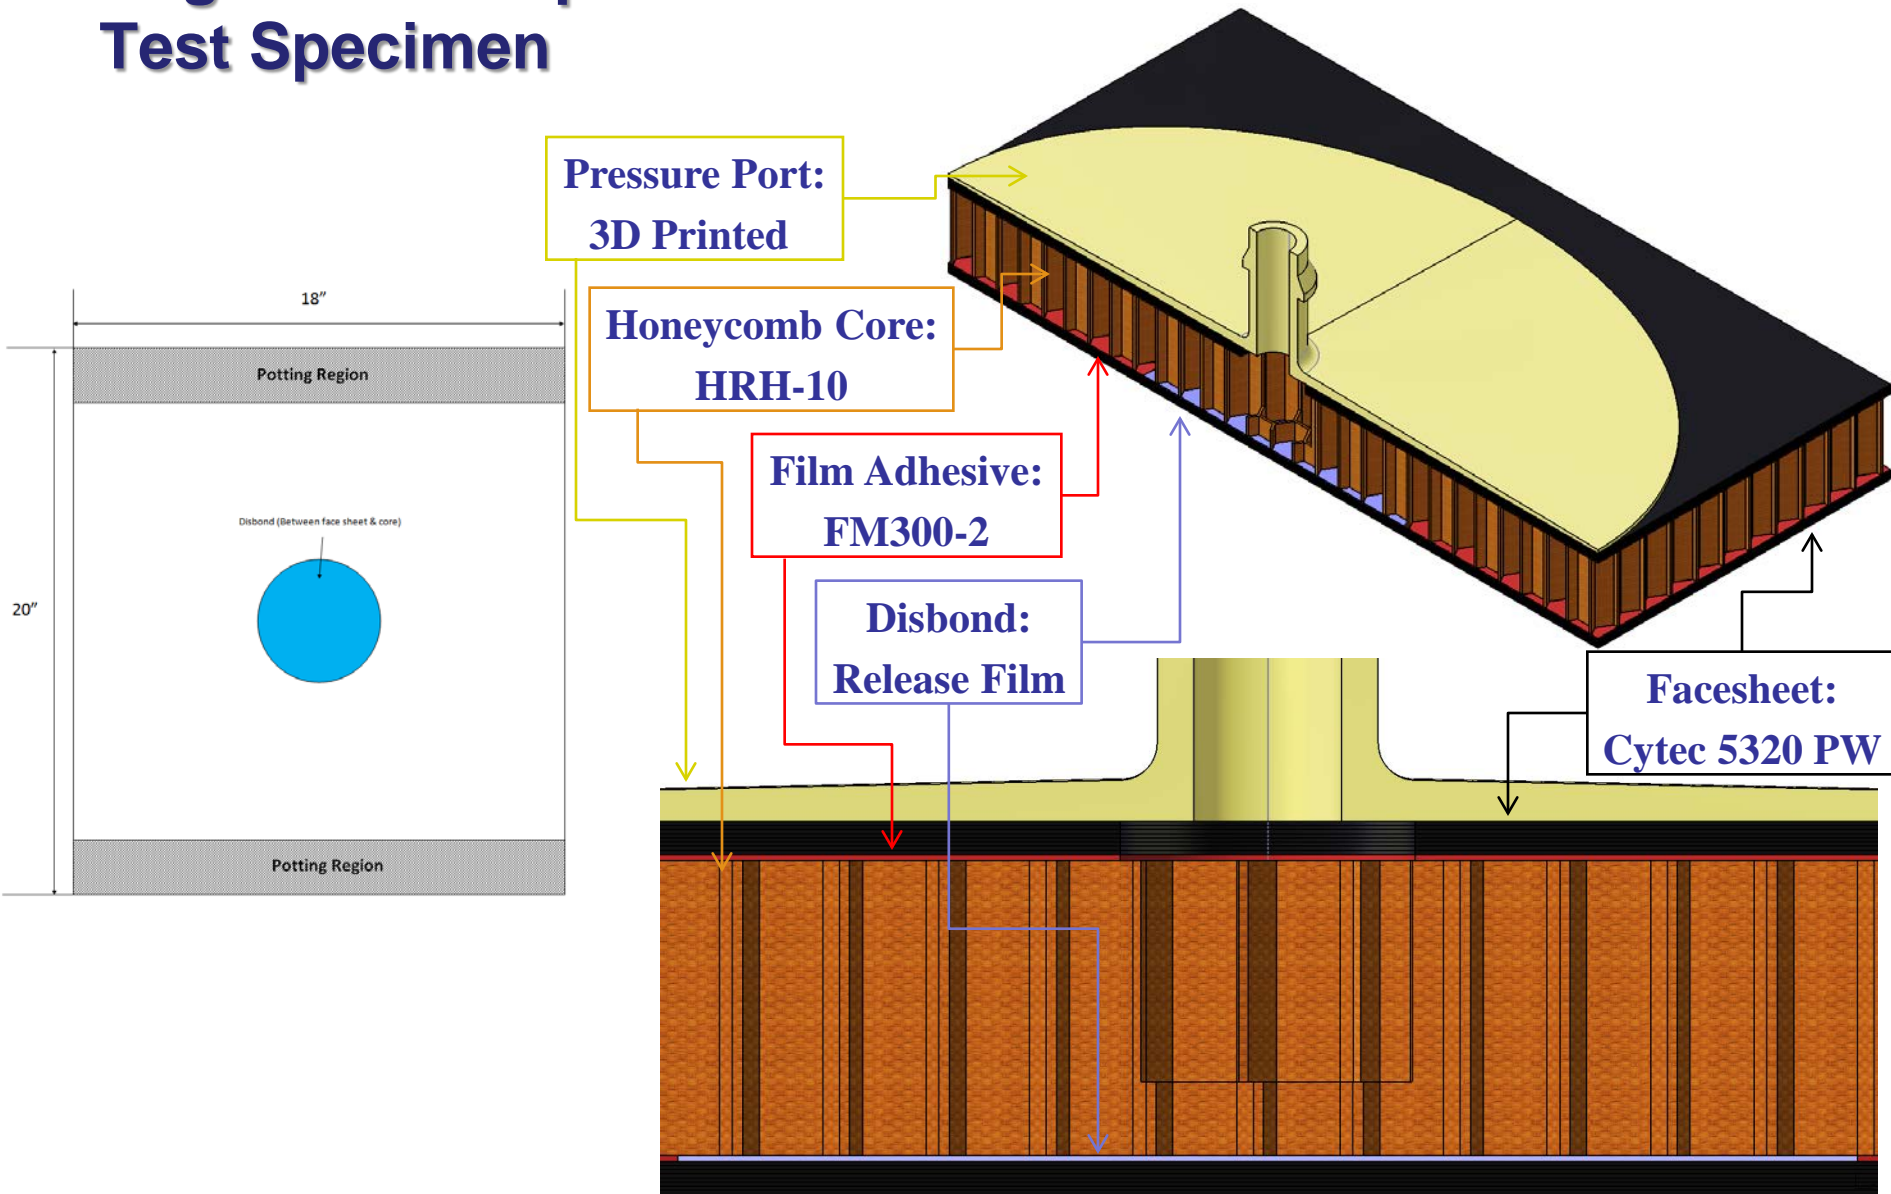 Test Specimen
Pressure Port:
3D Printed
Honeycomb Core:
HRH-10
Film Adhesive:
FM300-2
Disbond:
Release Film
Facesheet:
Cytec 5320 PW
18”
Potting Region
Disbond (Between face sheet & core)
20”
Potting Region